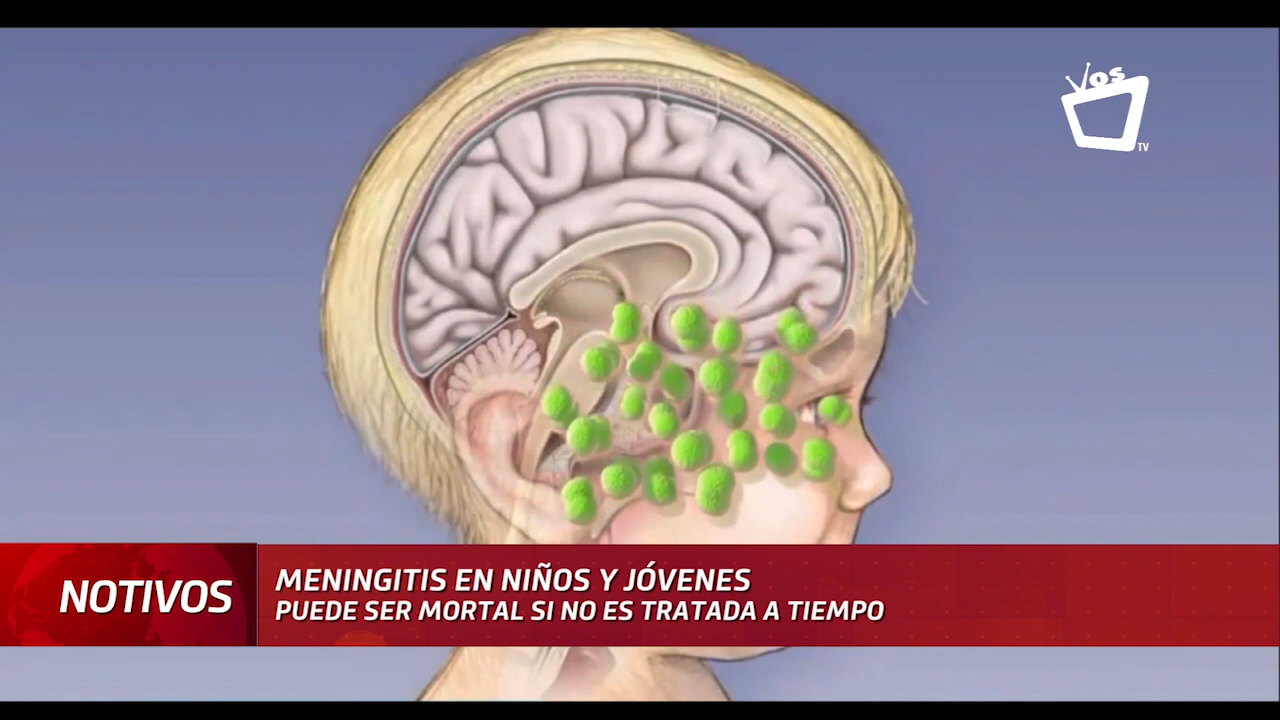 VOS
TV
NOTIVOS
MENINGITIS EN NIÑOS Y JÓVENES
PUEDE SER MORTAL SI NO ES TRATADA A TIEMPO